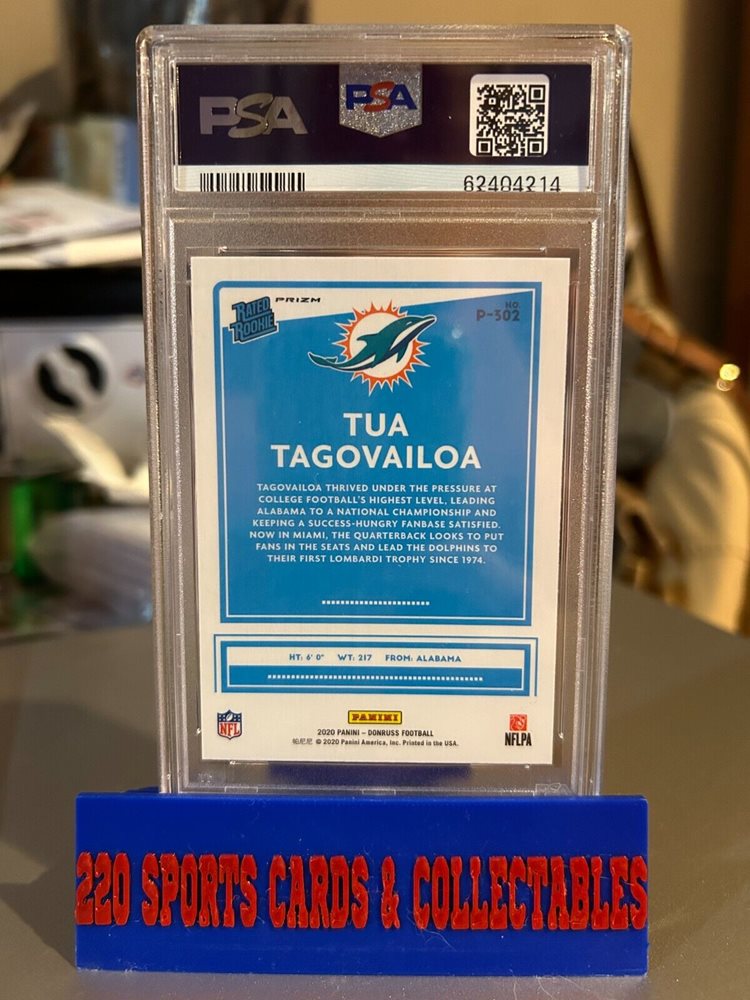 PSA
PSA
62404214
RATED ROOKIE
PRIZM
NO.
P-302
TUA
TAGOVAILOA
TAGOVAILOA THRIVED UNDER THE PRESSURE AT
COLLEGE FOOTBALL'S HIGHEST LEVEL, LEADING
ALABAMA TO A NATIONAL CHAMPIONSHIP AND
KEEPING A SUCCESS-HUNGRY FANBASE SATISFIED.
NOW IN MIAMI, THE QUARTERBACK LOOKS TO PUT
FANS IN THE SEATS AND LEAD THE DOLPHINS TO
THEIR FIRST LOMBARDI TROPHY SINCE 1974.
HT: 6' 0" WT: 217 FROM: ALABAMA
NFL
PANINI
2020 PANINI – DONRUSS FOOTBALL
帕尼尼 © 2020 Panini America, Inc. Printed in the USA.
NFLPA
220 SPORTS CARDS & COLLECTABLES